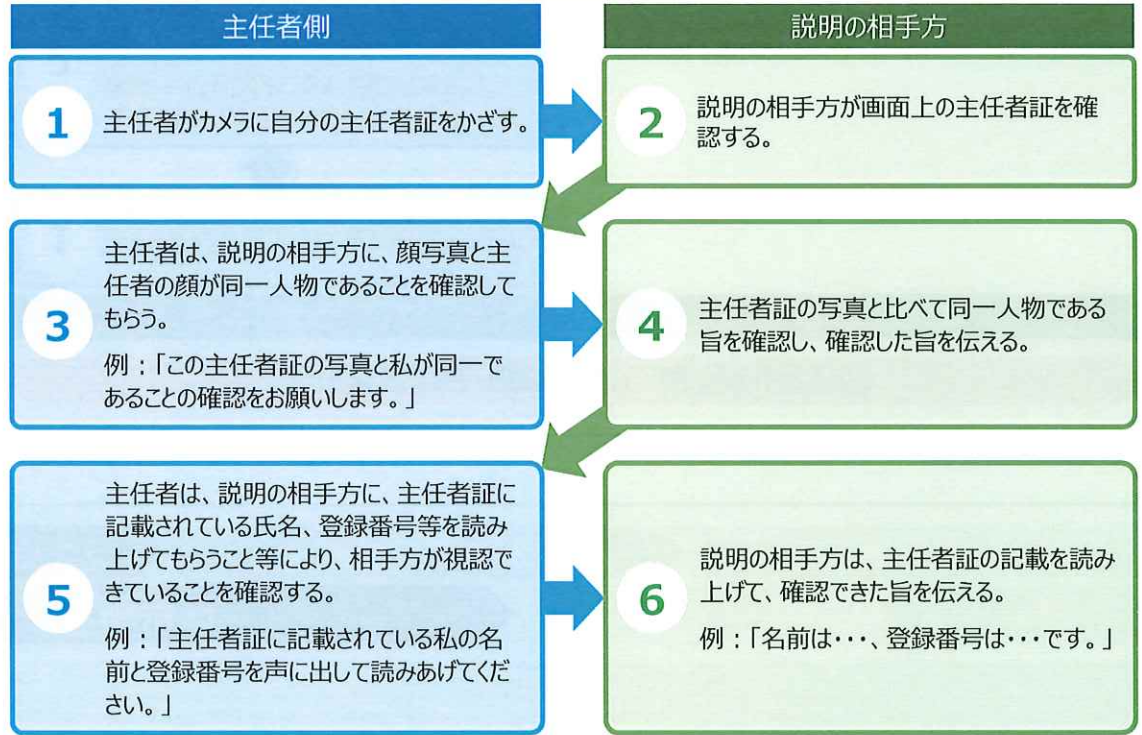 主任者側
説明の相手方
1
主任者がカメラに自分の主任者証をかざす。
2
説明の相手方が画面上の主任者証を確
認する。
3
主任者は、説明の相手方に、顔写真と主
任者の顔が同一人物であることを確認して
もらう。
例：「この主任者証の写真と私が同一で
あることの確認をお願いします。」
4
主任者証の写真と比べて同一人物である
旨を確認し、確認した旨を伝える。
5
主任者は、説明の相手方に、主任者証に
記載されている氏名、登録番号等を読み
上げてもらうこと等により、相手方が視認で
きていることを確認する。
例：「主任者証に記載されている私の名
前と登録番号を声に出して読みあげてくだ
さい。」
6
説明の相手方は、主任者証の記載を読み
上げて、確認できた旨を伝える。
例：「名前は・・・、登録番号は・・・です。」